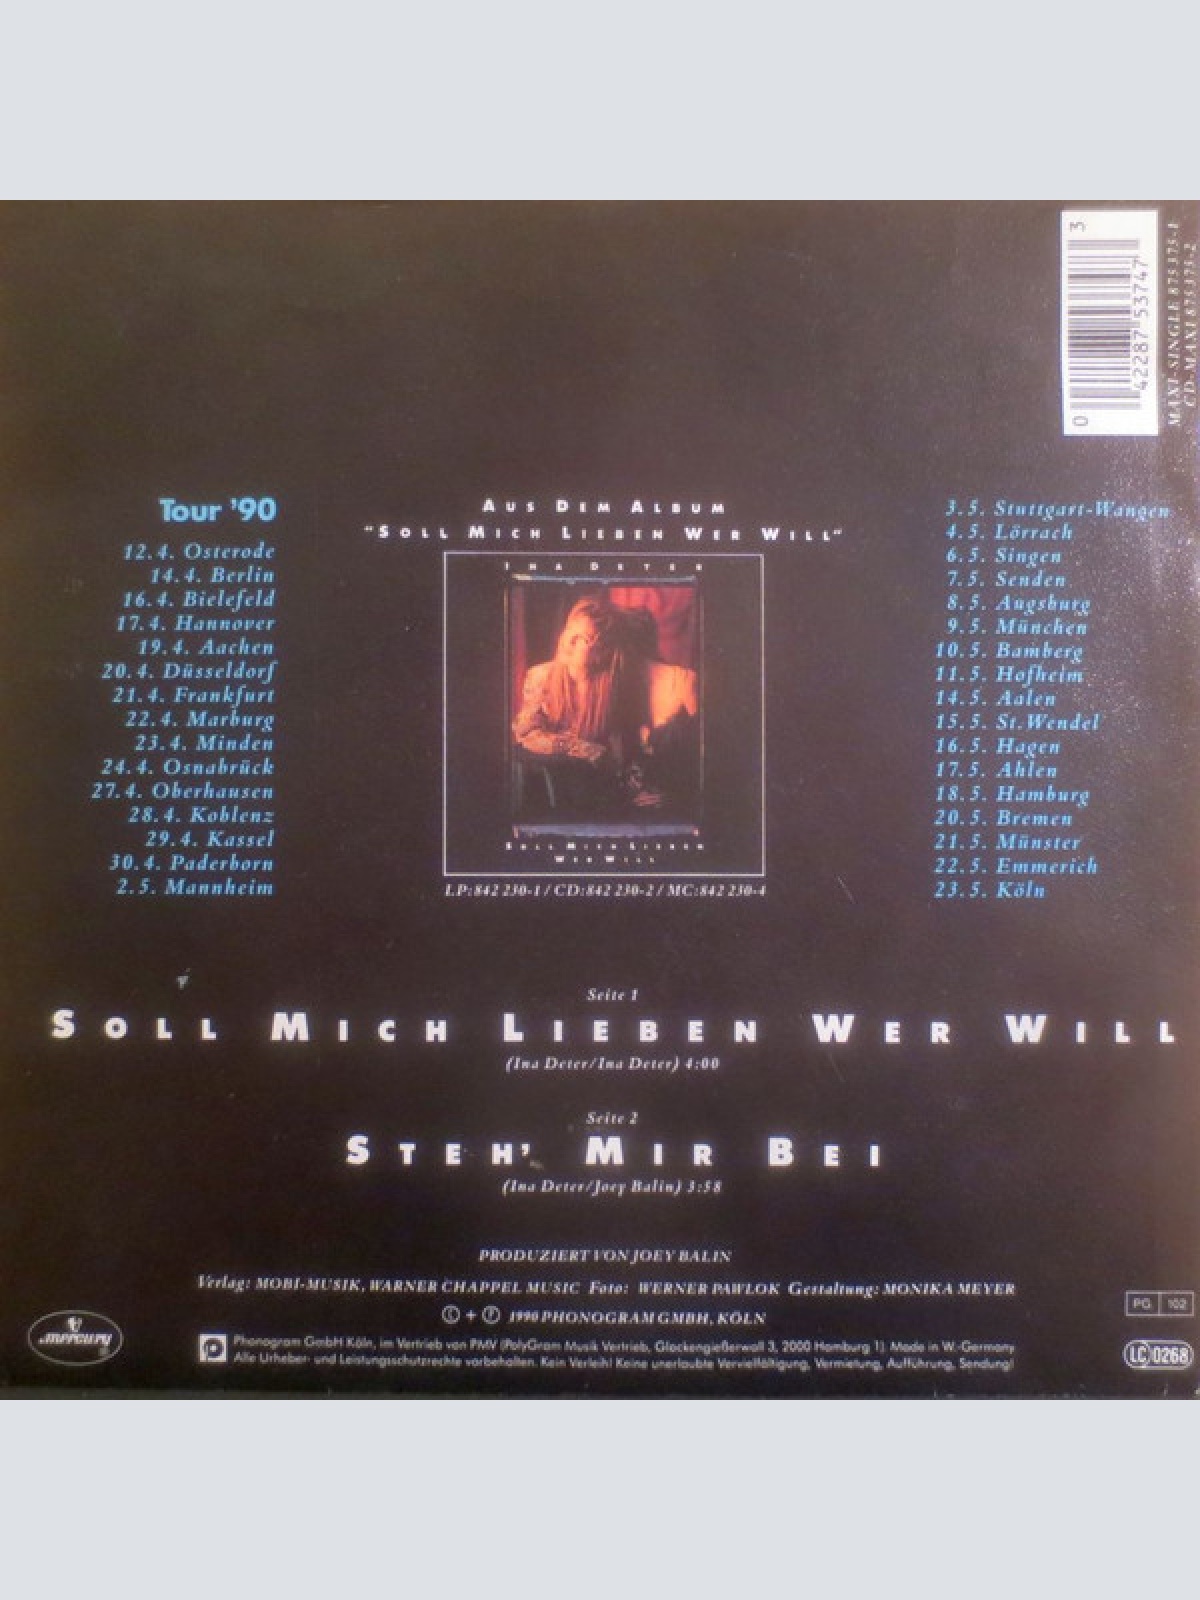 3
42287 53747
0
MAXI-SINGLE 875 375-1
CD-MAXI 875 375-2
Tour '90
12.4. Osterode
14.4. Berlin
16.4. Bielefeld
17.4. Hannover
19.4. Aachen
20.4. Düsseldorf
21.4. Frankfurt
22.4. Marburg
23.4. Minden
24.4. Osnabrück
27.4. Oberhausen
28.4. Koblenz
29.4. Kassel
30.4. Paderborn
2.5. Mannheim
AUS DEM ALBUM
"SOLL MICH LIEBEN WER WILL"
INA DETER
SOLL MICH LIEBEN
WER WILL
LP: 842 230-1 / CD: 842 230-2 / MC: 842 230-4
3.5. Stuttgart-Wangen
4.5. Lörrach
6.5. Singen
7.5. Senden
8.5. Augsburg
9.5. München
10.5. Bamberg
11.5. Hofheim
14.5. Aalen
15.5. St.Wendel
16.5. Hagen
17.5. Ahlen
18.5. Hamburg
20.5. Bremen
21.5. Münster
22.5. Emmerich
23.5. Köln
Seite 1
SOLL MICH LIEBEN WER WILL
(Ina Deter/Ina Deter) 4:00
Seite 2
STEH' MIR BEI
(Ina Deter/Joey Balin) 3:58
PRODUZIERT VON JOEY BALIN
Verlag: MOBI-MUSIK, WARNER CHAPPEL MUSIC Foto: WERNER PAWLOK Gestaltung: MONIKA MEYER
© + ℗ 1990 PHONOGRAM GMBH, KÖLN
Phonogram GmbH Köln, im Vertrieb von PMV (PolyGram Musik Vertrieb, Glockengießerwall 3, 2000 Hamburg 1). Made in W.-Germany
Alle Urheber- und Leistungsschutzrechte vorbehalten. Kein Verleih! Keine unerlaubte Vervielfältigung, Vermietung, Aufführung, Sendung!
mercury
PG 102
LC 0268